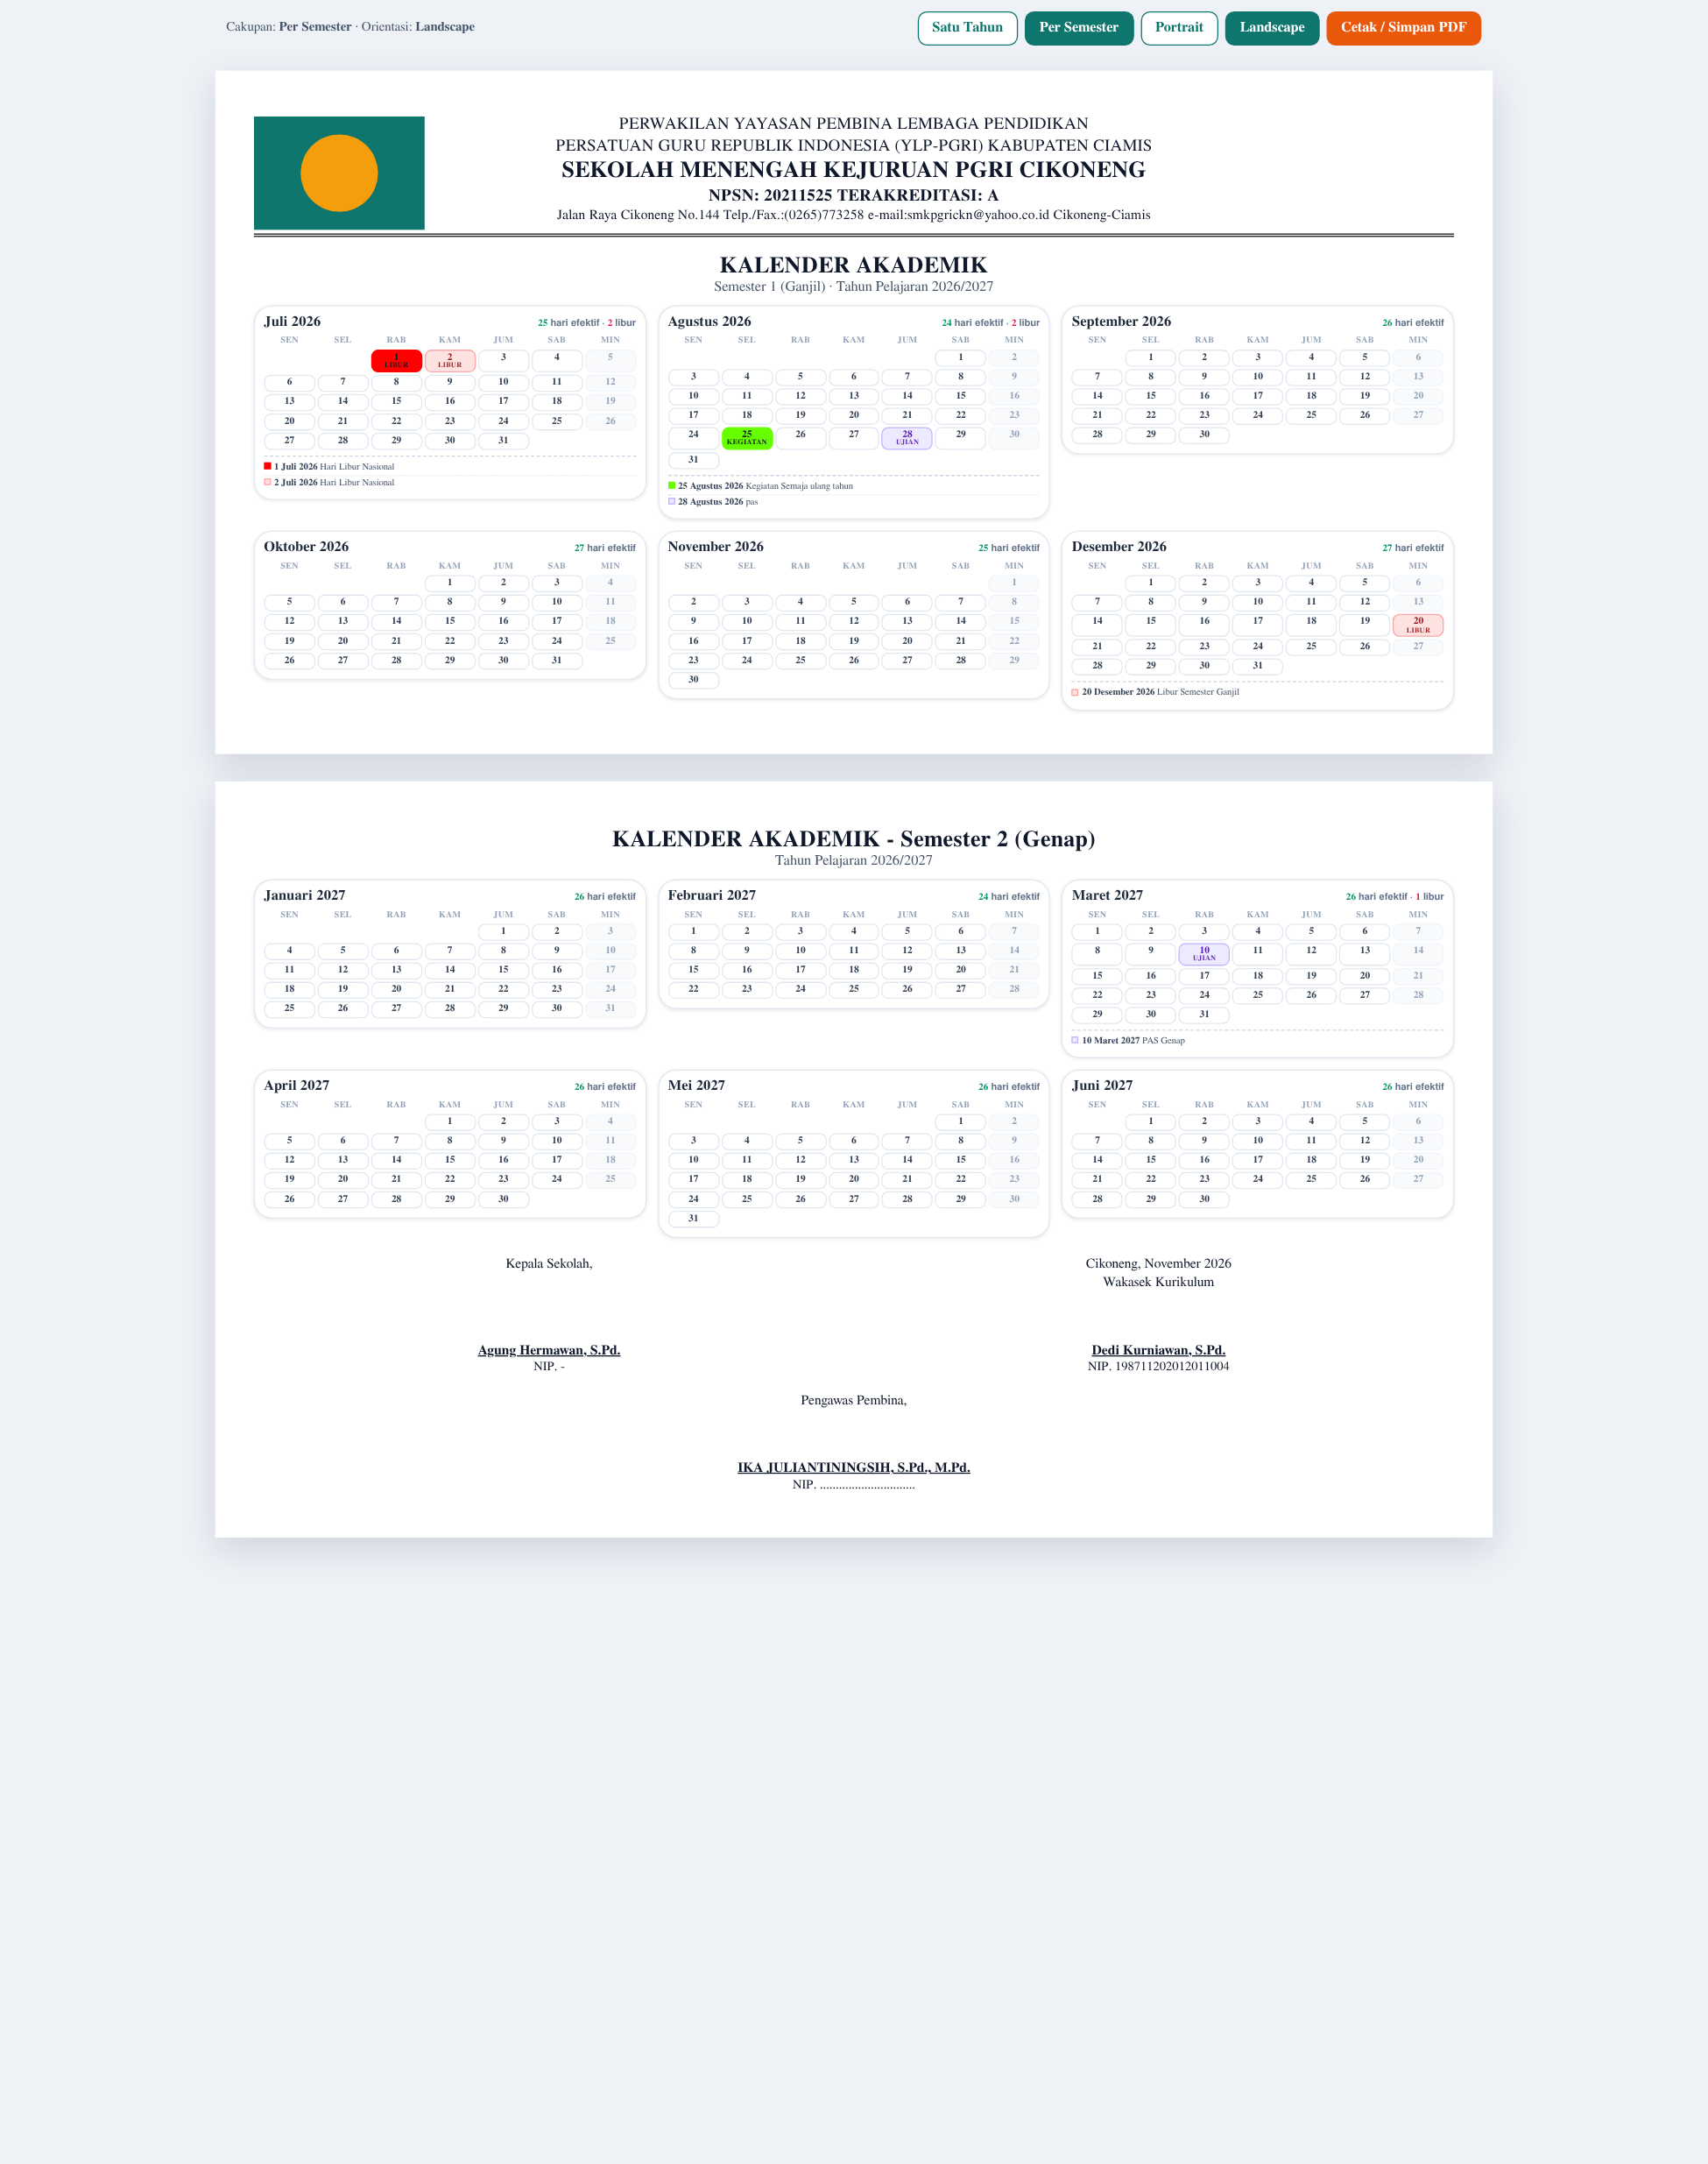 Cakupan: Per Semester · Orientasi: Landscape
Satu Tahun
Per Semester
Portrait
Landscape
Cetak / Simpan PDF
PERWAKILAN YAYASAN PEMBINA LEMBAGA PENDIDIKAN
PERSATUAN GURU REPUBLIK INDONESIA (YLP-PGRI) KABUPATEN CIAMIS
SEKOLAH MENENGAH KEJURUAN PGRI CIKONENG
NPSN: 20211525 TERAKREDITASI: A
Jalan Raya Cikoneng No.144 Telp./Fax.:(0265)773258 e-mail:smkpgrickn@yahoo.co.id Cikoneng-Ciamis
KALENDER AKADEMIK
Semester 1 (Ganjil) · Tahun Pelajaran 2026/2027
Juli 2026
25 hari efektif · 2 libur
SEN SEL RAB KAM JUM SAB MIN
1 LIBUR 2 LIBUR 3 4 5
6 7 8 9 10 11 12
13 14 15 16 17 18 19
20 21 22 23 24 25 26
27 28 29 30 31
1 Juli 2026 Hari Libur Nasional
2 Juli 2026 Hari Libur Nasional
Agustus 2026
24 hari efektif · 2 libur
SEN SEL RAB KAM JUM SAB MIN
1 2
3 4 5 6 7 8 9
10 11 12 13 14 15 16
17 18 19 20 21 22 23
24 25 KEGIATAN 26 27 28 UJIAN 29 30
31
25 Agustus 2026 Kegiatan Semaja ulang tahun
28 Agustus 2026 pas
September 2026
26 hari efektif
SEN SEL RAB KAM JUM SAB MIN
1 2 3 4 5 6
7 8 9 10 11 12 13
14 15 16 17 18 19 20
21 22 23 24 25 26 27
28 29 30
Oktober 2026
27 hari efektif
SEN SEL RAB KAM JUM SAB MIN
1 2 3 4
5 6 7 8 9 10 11
12 13 14 15 16 17 18
19 20 21 22 23 24 25
26 27 28 29 30 31
November 2026
25 hari efektif
SEN SEL RAB KAM JUM SAB MIN
1
2 3 4 5 6 7 8
9 10 11 12 13 14 15
16 17 18 19 20 21 22
23 24 25 26 27 28 29
30
Desember 2026
27 hari efektif
SEN SEL RAB KAM JUM SAB MIN
1 2 3 4 5 6
7 8 9 10 11 12 13
14 15 16 17 18 19 20 LIBUR
21 22 23 24 25 26 27
28 29 30 31
20 Desember 2026 Libur Semester Ganjil
KALENDER AKADEMIK - Semester 2 (Genap)
Tahun Pelajaran 2026/2027
Januari 2027
26 hari efektif
SEN SEL RAB KAM JUM SAB MIN
1 2 3
4 5 6 7 8 9 10
11 12 13 14 15 16 17
18 19 20 21 22 23 24
25 26 27 28 29 30 31
Februari 2027
24 hari efektif
SEN SEL RAB KAM JUM SAB MIN
1 2 3 4 5 6 7
8 9 10 11 12 13 14
15 16 17 18 19 20 21
22 23 24 25 26 27 28
Maret 2027
26 hari efektif · 1 libur
SEN SEL RAB KAM JUM SAB MIN
1 2 3 4 5 6 7
8 9 10 UJIAN 11 12 13 14
15 16 17 18 19 20 21
22 23 24 25 26 27 28
29 30 31
10 Maret 2027 PAS Genap
April 2027
26 hari efektif
SEN SEL RAB KAM JUM SAB MIN
1 2 3 4
5 6 7 8 9 10 11
12 13 14 15 16 17 18
19 20 21 22 23 24 25
26 27 28 29 30
Mei 2027
26 hari efektif
SEN SEL RAB KAM JUM SAB MIN
1 2
3 4 5 6 7 8 9
10 11 12 13 14 15 16
17 18 19 20 21 22 23
24 25 26 27 28 29 30
31
Juni 2027
26 hari efektif
SEN SEL RAB KAM JUM SAB MIN
1 2 3 4 5 6
7 8 9 10 11 12 13
14 15 16 17 18 19 20
21 22 23 24 25 26 27
28 29 30
Kepala Sekolah,
Agung Hermawan, S.Pd.
NIP. -
Cikoneng, November 2026
Wakasek Kurikulum
Dedi Kurniawan, S.Pd.
NIP. 198711202012011004
Pengawas Pembina,
IKA JULIANTININGSIH, S.Pd., M.Pd.
NIP. ..............................